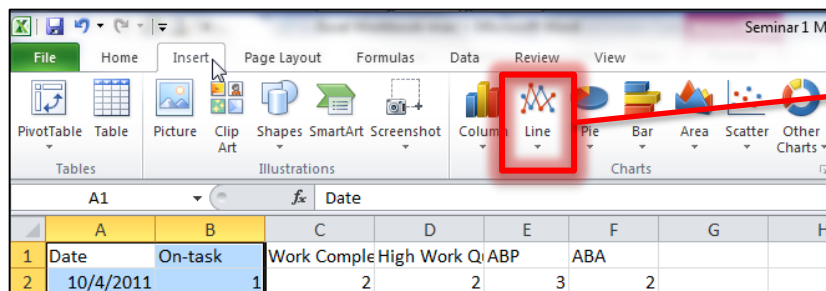 Seminar 1 M
File Home Insert Page Layout Formulas Data Review View
PivotTable Table Picture Clip Art Shapes SmartArt Screenshot Column Line Pie Bar Area Scatter Other Charts
Tables Illustrations Charts
A1 fx Date
A B C D E F G H
1 Date On-task Work Comple High Work Qu ABP ABA
2 10/4/2011 1 2 2 3 2